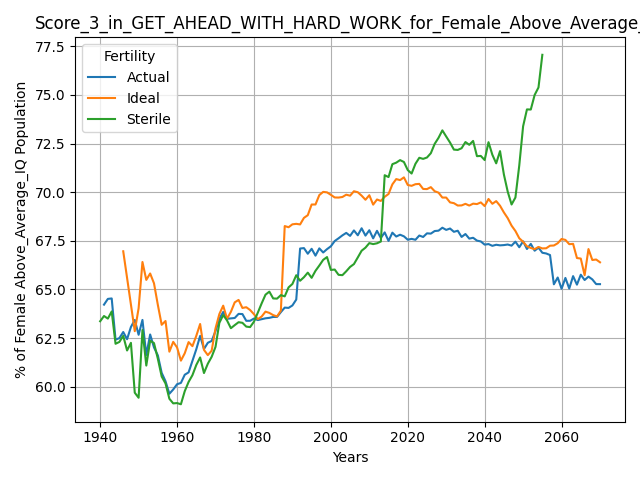 Score_3_in_GET_AHEAD_WITH_HARD_WORK_for_Female_Above_Average_
Fertility
Actual
Ideal
Sterile
% of Female Above_Average_IQ Population
77.5
75.0
72.5
70.0
67.5
65.0
62.5
60.0
1940
1960
1980
2000
2020
2040
2060
Years